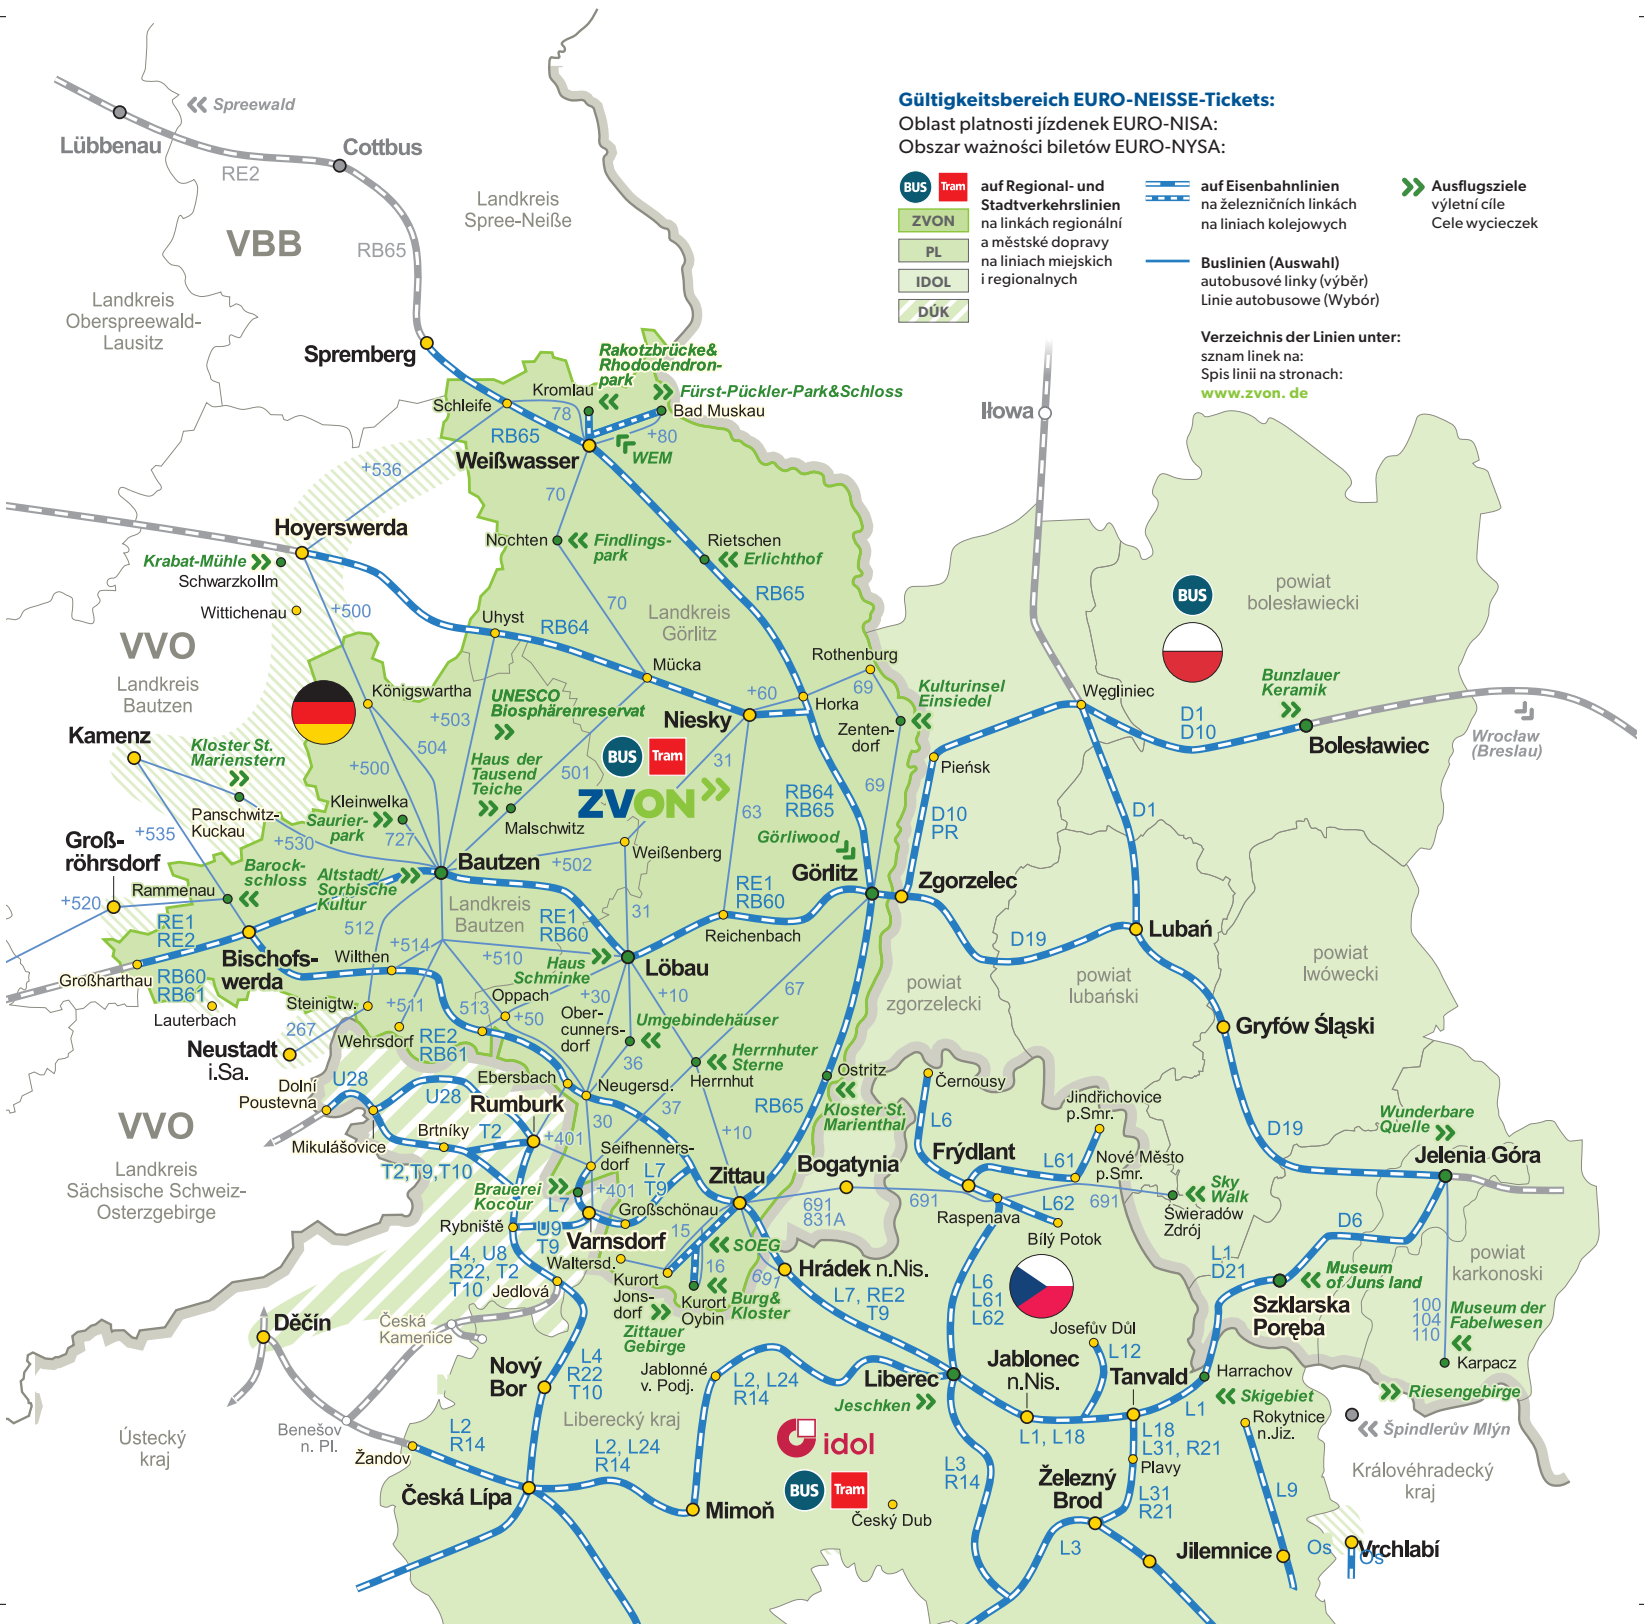 Gültigkeitsbereich EURO-NEISSE-Tickets:
Oblast platnosti jízdenek EURO-NISA:
Obszar ważności biletów EURO-NYSA:
BUS
Tram
ZVON
PL
IDOL
DÚK
auf Regional- und
Stadtverkehrslinien
na linkách regionální
a městské dopravy
na liniach miejskich
i regionalnych
auf Eisenbahnlinien
na železničních linkách
na liniach kolejowych
Buslinien (Auswahl)
autobusové linky (výběr)
Linie autobusowe (Wybór)
Verzeichnis der Linien unter:
sznam linek na:
Spis linii na stronach:
www.zvon. de
Ausflugsziele
výletní cíle
Cele wycieczek
Spreewald
Lübbenau
RE2
Cottbus
VBB
RB65
Landkreis
Spree-Neiße
Landkreis
Oberspreewald-
Lausitz
Spremberg
Rakotzbrücke&
Rhododendron-
park
Kromlau
Fürst-Pückler-Park&Schloss
Bad Muskau
Schleife
78
RB65
+80
WEM
Weißwasser
Iłowa
+536
70
Hoyerswerda
Nochten
Findlings-
park
Rietschen
Erlichthof
Krabat-Mühle
Schwarzkollm
Wittichenau
+500
RB65
70
Landkreis
Görlitz
Uhyst
RB64
VVO
Landkreis
Bautzen
powiat
bolesławiecki
BUS
Rothenburg
Mücka
69
+60
Horka
Kulturinsel
Einsiedel
Węgliniec
Bunzlauer
Keramik
Königswartha
UNESCO
Biosphärenreservat
+503
504
Niesky
Zenten-
dorf
D1
D10
Bolesławiec
Wrocław
(Breslau)
Kamenz
Kloster St.
Marienstern
+500
Haus der
Tausend
Teiche
501
BUS
Tram
31
ZVON
Pieńsk
69
Panschwitz-
Kuckau
Kleinwelka
Saurier-
park
727
Malschwitz
63
RB64
RB65
D10
PR
D1
Groß-
röhrsdorf
+535
+530
Görliwood
Bautzen
+502
Weißenberg
Görlitz
Zgorzelec
Barock-
schloss
Altstadt/
Sorbische
Kultur
Rammenau
+520
RE1
RE2
Landkreis
Bautzen
RE1
RB60
31
RE1
RB60
Reichenbach
512
+514
Lubań
D19
Bischofs-
werda
Wilthen
+510
Haus
Schminke
Löbau
Großharthau
RB60
RB61
Lauterbach
Steinigtw.
+511
513
Oppach
+50
+30
+10
67
powiat
zgorzelecki
powiat
lubański
powiat
lwówecki
Ober-
cunners-
dorf
Umgebindehäuser
Gryfów Śląski
267
Neustadt
i.Sa.
Wehrsdorf
RE2
RB61
36
Herrnhuter
Sterne
Herrnhut
Ostritz
Kloster St.
Marienthal
Dolní
Poustevna
U28
U28
Ebersbach
Neugersd.
37
RB65
Černousy
L6
Jindřichovice
p.Smr.
Rumburk
Mikulášovice
Brtníky
T2
+401
30
+10
T2,T9,T10
Seifhenners-
dorf
VVO
Landkreis
Sächsische Schweiz-
Osterzgebirge
D19
Wunderbare
Quelle
Jelenia Góra
Frýdlant
L61
Nové Město
p.Smr.
L7
T9
Zittau
Bogatynia
Brauerei
Kocour
+401
Großschönau
L7
691
831A
691
Raspenava
L62
691
Sky
Walk
Świeradów
Zdrój
Bílý Potok
Rybniště
U9
T9
Varnsdorf
15
SOEG
L4, U8
R22, T2
T10
Jedlová
Waltersd.
Kurort
Jons-
dorf
16
Kurort
Oybin
Burg&
Kloster
691
Hrádek n.Nis.
L7, RE2
T9
Zittauer
Gebirge
L6
L61
L62
L1
D21
D6
Museum
of Juns land
powiat
karkonoski
Szklarska
Poręba
100
104
110
Museum der
Fabelwesen
Karpacz
Děčín
Česká
Kamenice
Nový
Bor
L4
R22
T10
Jablonné
v. Podj.
L2, L24
R14
Liberec
Jeschken
Josefův Důl
L12
Jablonec
n.Nis.
Tanvald
Harrachov
Skigebiet
Riesengebirge
L1
Rokytnice
n.Jiz.
Špindlerův Mlýn
Ústecký
kraj
Benešov
n. Pl.
Žandov
L2
R14
Liberecký kraj
L2, L24
R14
idol
BUS
Tram
L1, L18
L18
L31, R21
Plavy
L3
R14
Železný
Brod
L31
R21
L9
Královéhradecký
kraj
Česká Lípa
Mimoň
Český Dub
L3
Jilemnice
Os
Vrchlabí
Os